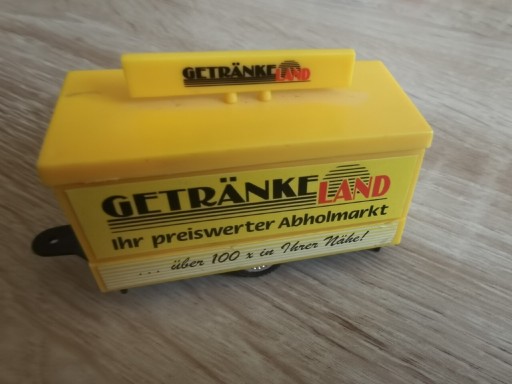 GETRÄNKELAND
GETRÄNKELAND
Ihr preiswerter Abholmarkt
... über 100 x in Ihrer Nähe!